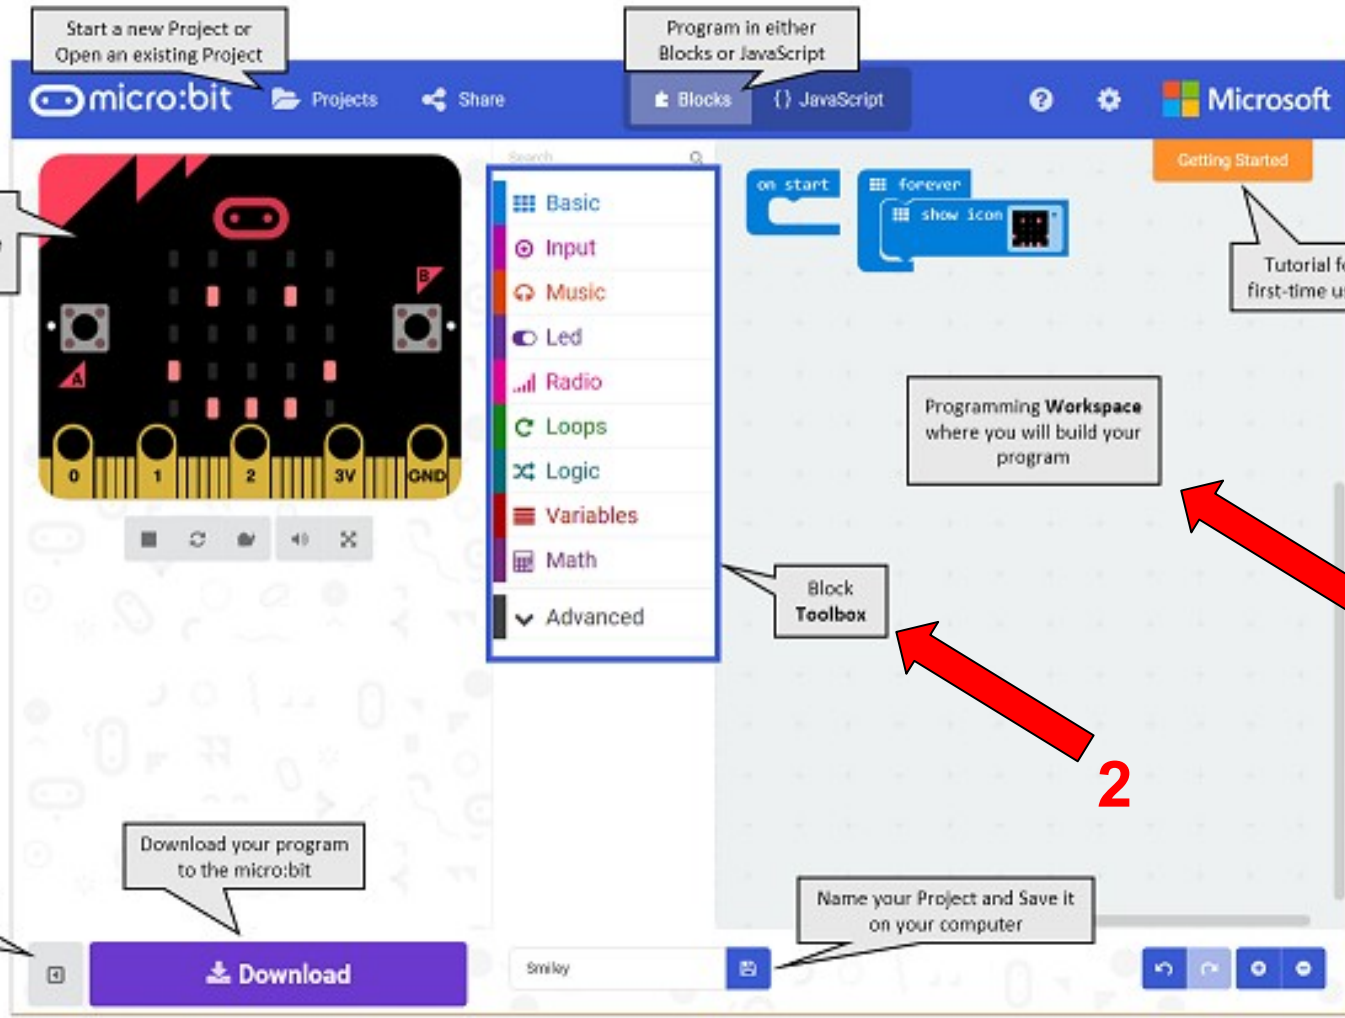 Start a new Project or
Open an existing Project
Program in either
Blocks or JavaScript
micro:bit
Projects
Share
Blocks
{} JavaScript
?
Microsoft
Search
Getting Started
Basic
Input
Music
Led
Radio
Loops
Logic
Variables
Math
Advanced
on start
forever
show icon
Tutorial
first-time
B
A
0
1
2
3V
GND
Programming Workspace
where you will build your
program
Block
Toolbox
2
Download your program
to the micro:bit
Name your Project and Save it
on your computer
Download
Smiley